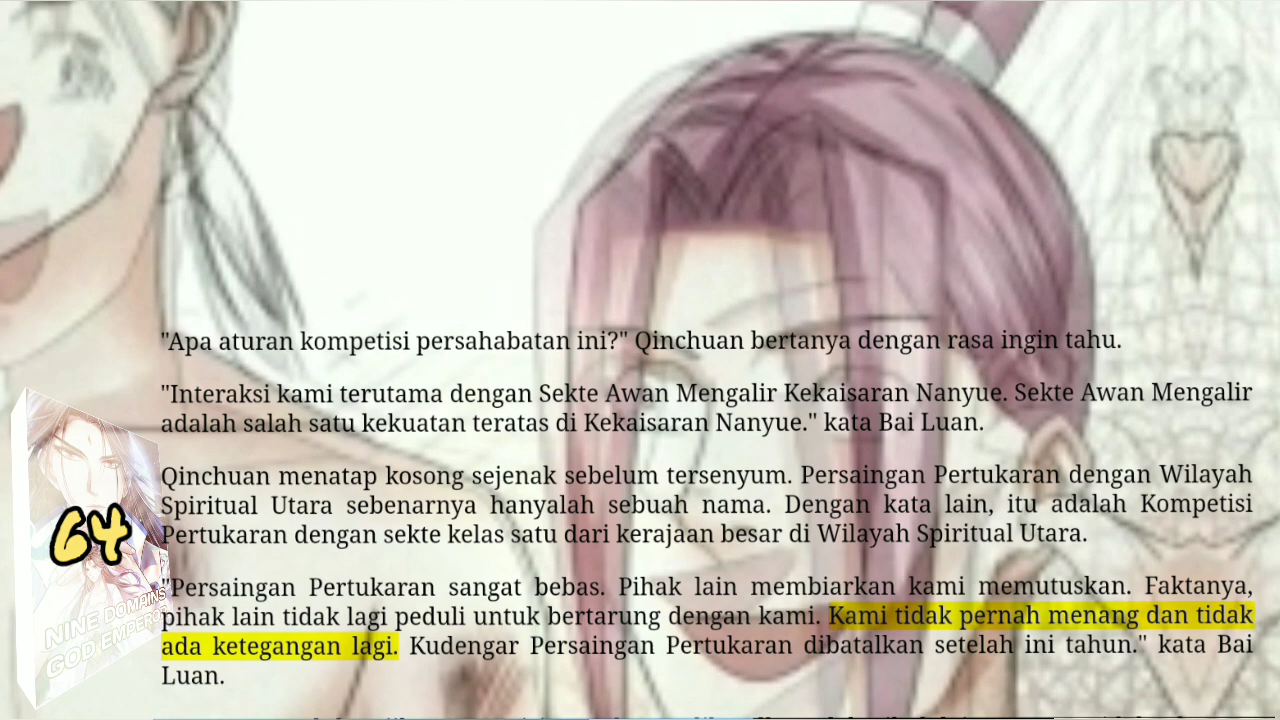 "Apa aturan kompetisi persahabatan ini?" Qinchuan bertanya dengan rasa ingin tahu.
"Interaksi kami terutama dengan Sekte Awan Mengalir Kekaisaran Nanyue. Sekte Awan Mengalir
adalah salah satu kekuatan teratas di Kekaisaran Nanyue." kata Bai Luan.
Qinchuan menatap kosong sejenak sebelum tersenyum. Persaingan Pertukaran dengan Wilayah
Spiritual Utara sebenarnya hanyalah sebuah nama. Dengan kata lain, itu adalah Kompetisi
Pertukaran dengan sekte kelas satu dari kerajaan besar di Wilayah Spiritual Utara.
"Persaingan Pertukaran sangat bebas. Pihak lain membiarkan kami memutuskan. Faktanya,
pihak lain tidak lagi peduli untuk bertarung dengan kami. Kami tidak pernah menang dan tidak
ada ketegangan lagi. Kudengar Persaingan Pertukaran dibatalkan setelah ini tahun." kata Bai
Luan.
64
NINE DOMAINS
GOD EMPEROR